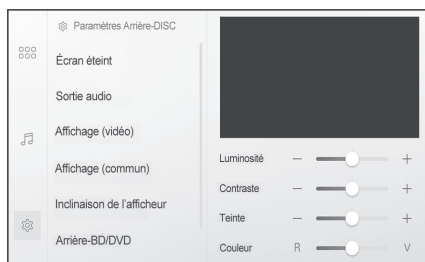 Paramètres Arrière-DISC
Écran éteint
Sortie audio
Affichage (vidéo)
Affichage (commun)
Inclinaison de l'afficheur
Arrière-BD/DVD
Luminosité − +
Contraste − +
Teinte − +
Couleur R V